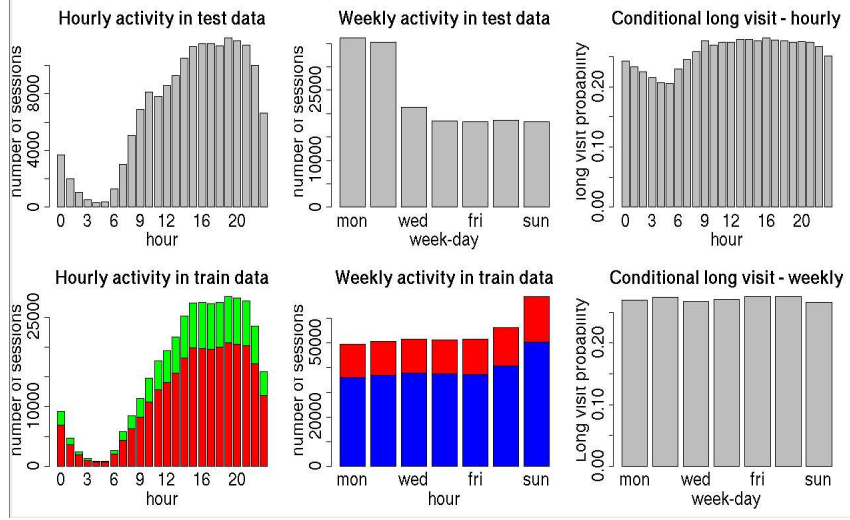 Hourly activity in test data
number of sessions
0 4000 8000
0 3 6 9 12 16 20
hour
Weekly activity in test data
number of sessions
0 10000 25000
mon wed fri sun
week-day
Conditional long visit - hourly
long visit probability
0.00 0.10 0.20
0 3 6 9 12 16 20
hour
Hourly activity in train data
number of sessions
0 10000 25000
0 3 6 9 12 16 20
hour
Weekly activity in train data
number of sessions
0 20000 50000
mon wed fri sun
hour
Conditional long visit - weekly
Long visit probability
0.00 0.10 0.20
mon wed fri sun
week-day